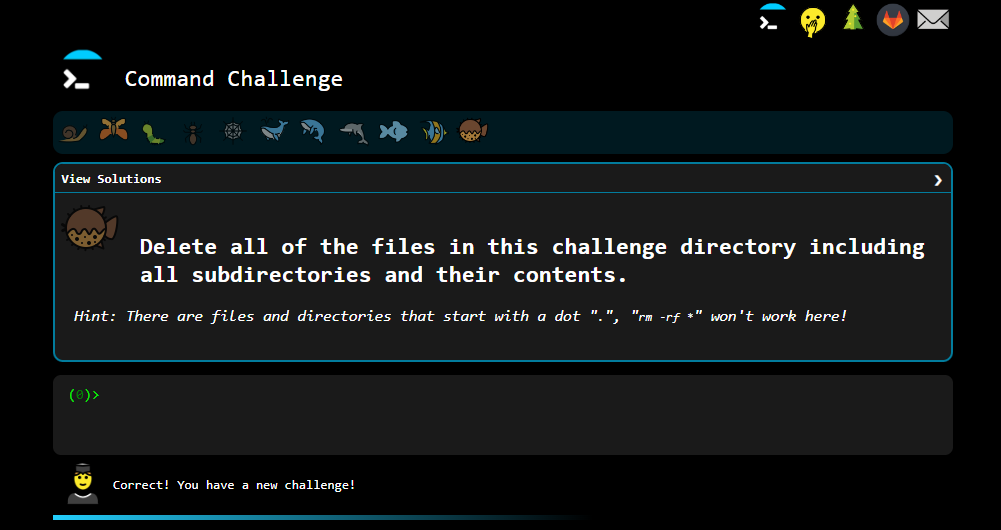 Command Challenge
View Solutions
Delete all of the files in this challenge directory including
all subdirectories and their contents.
Hint: There are files and directories that start with a dot ".", "rm -rf *" won't work here!
(0)>
Correct! You have a new challenge!